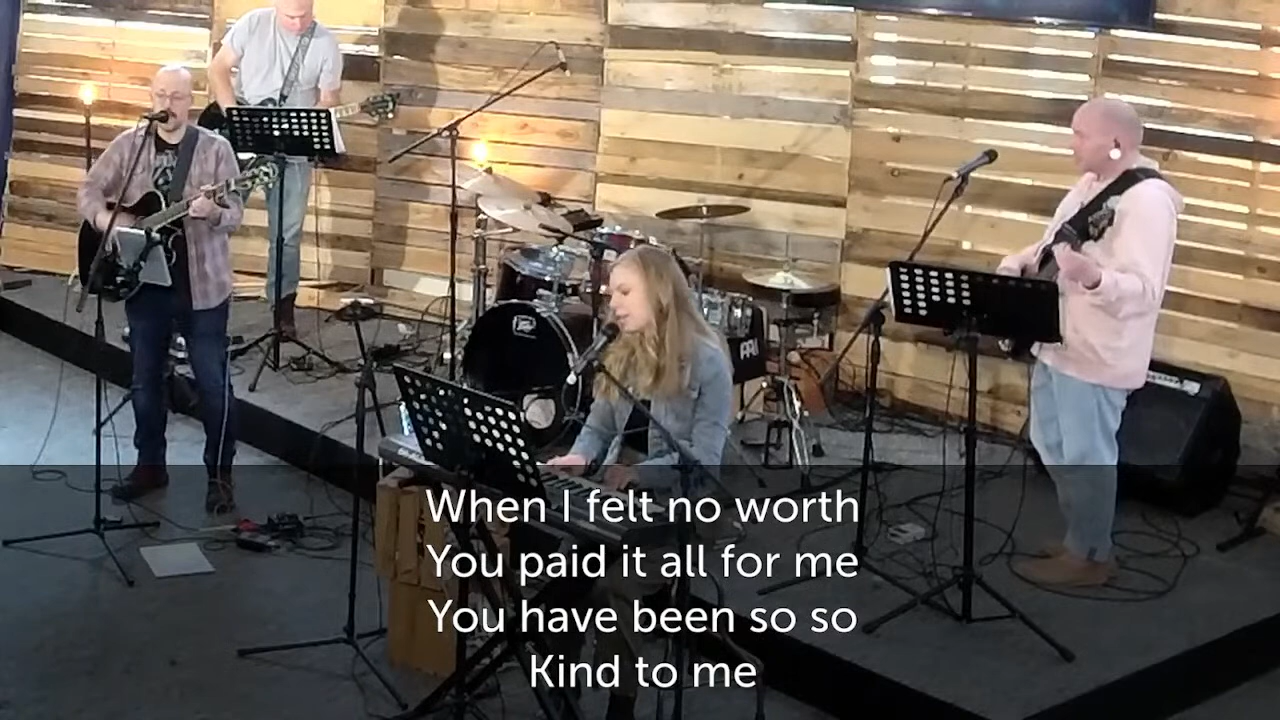 When I felt no worth
You paid it all for me
You have been so so
Kind to me